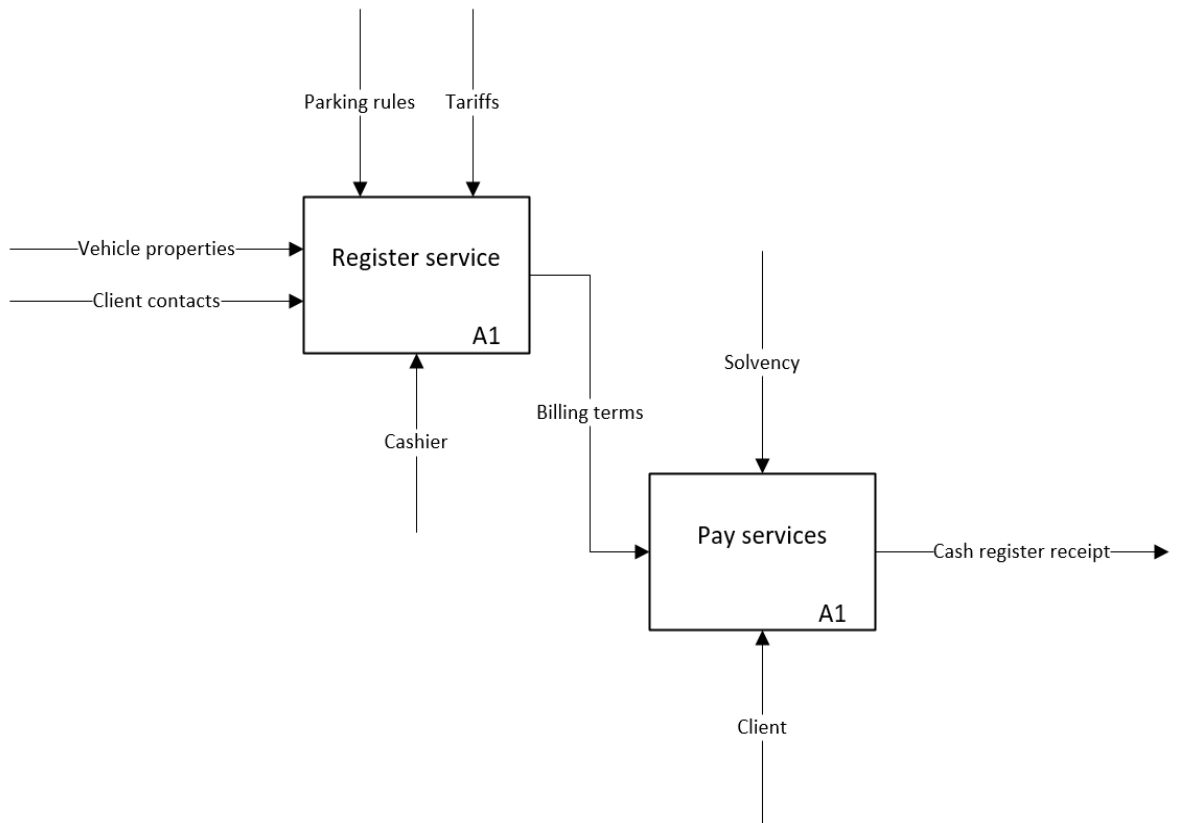 Parking rules
Tariffs
Vehicle properties
Register service
Client contacts
A1
Solvency
Billing terms
Cashier
Pay services
Cash register receipt
A1
Client